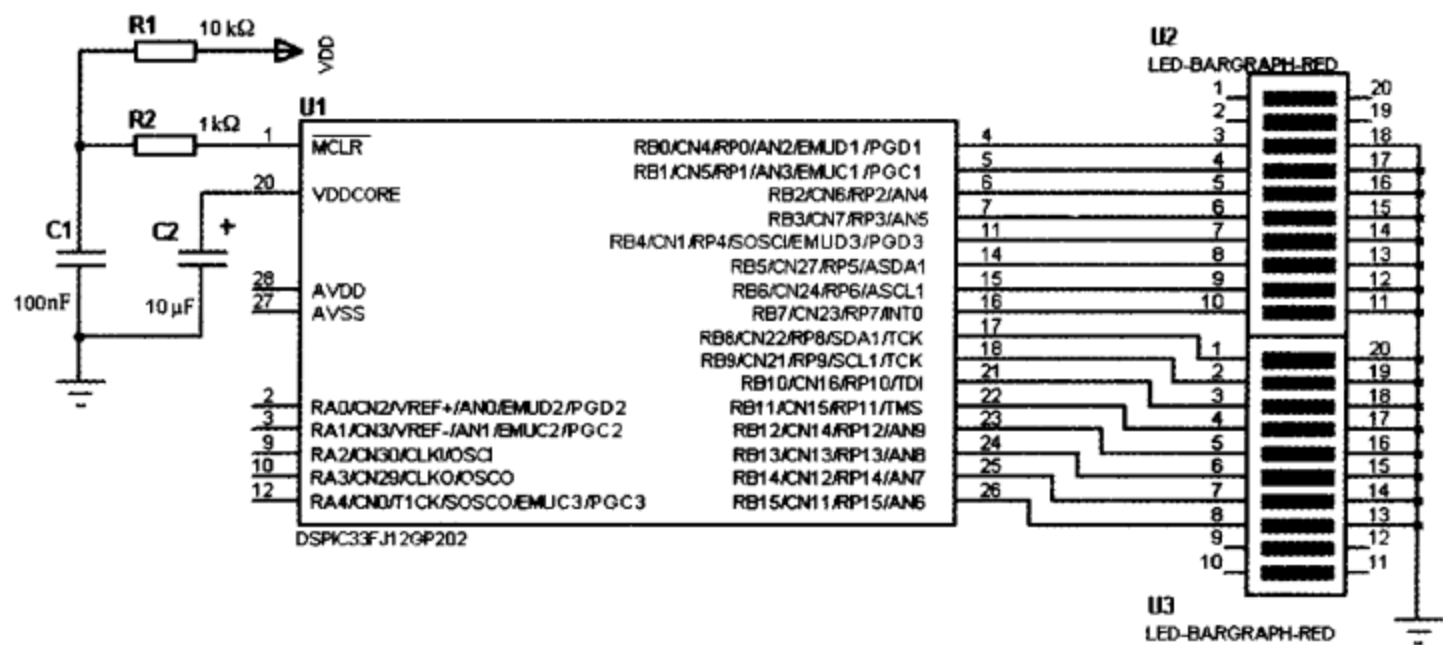 R1 10 kΩ
VDD
R2 1 kΩ
C1
100nF
C2 +
10 µF
U1
1 MCLR
20 VDDCORE
28 AVDD
27 AVSS
2 RA0/CN2/VREF+/AN0/EMUD2/PGD2
3 RA1/CN3/VREF-/AN1/EMUC2/PGC2
9 RA2/CN30/CLKI/OSCI
10 RA3/CN29/CLKO/OSCO
12 RA4/CN0/T1CK/SOSCO/EMUC3/PGC3
RB0/CN4/RP0/AN2/EMUD1/PGD1 4
RB1/CN5/RP1/AN3/EMUC1/PGC1 5
RB2/CN6/RP2/AN4 6
RB3/CN7/RP3/AN5 7
RB4/CN1/RP4/SOSCI/EMUD3/PGD3 11
RB5/CN27/RP5/ASDA1 14
RB6/CN24/RP6/ASCL1 15
RB7/CN23/RP7/INT0 16
RB8/CN22/RP8/SDA1/TCK 17
RB9/CN21/RP9/SCL1/TCK 18
RB10/CN16/RP10/TDI 21
RB11/CN15/RP11/TMS 22
RB12/CN14/RP12/AN9 23
RB13/CN13/RP13/AN8 24
RB14/CN12/RP14/AN7 25
RB15/CN11/RP15/AN6 26
DSPIC33FJ12GP202
U2
LED-BARGRAPH-RED
1 20
2 19
3 18
4 17
5 16
6 15
7 14
8 13
9 12
10 11
1 20
2 19
3 18
4 17
5 16
6 15
7 14
8 13
9 12
10 11
U3
LED-BARGRAPH-RED